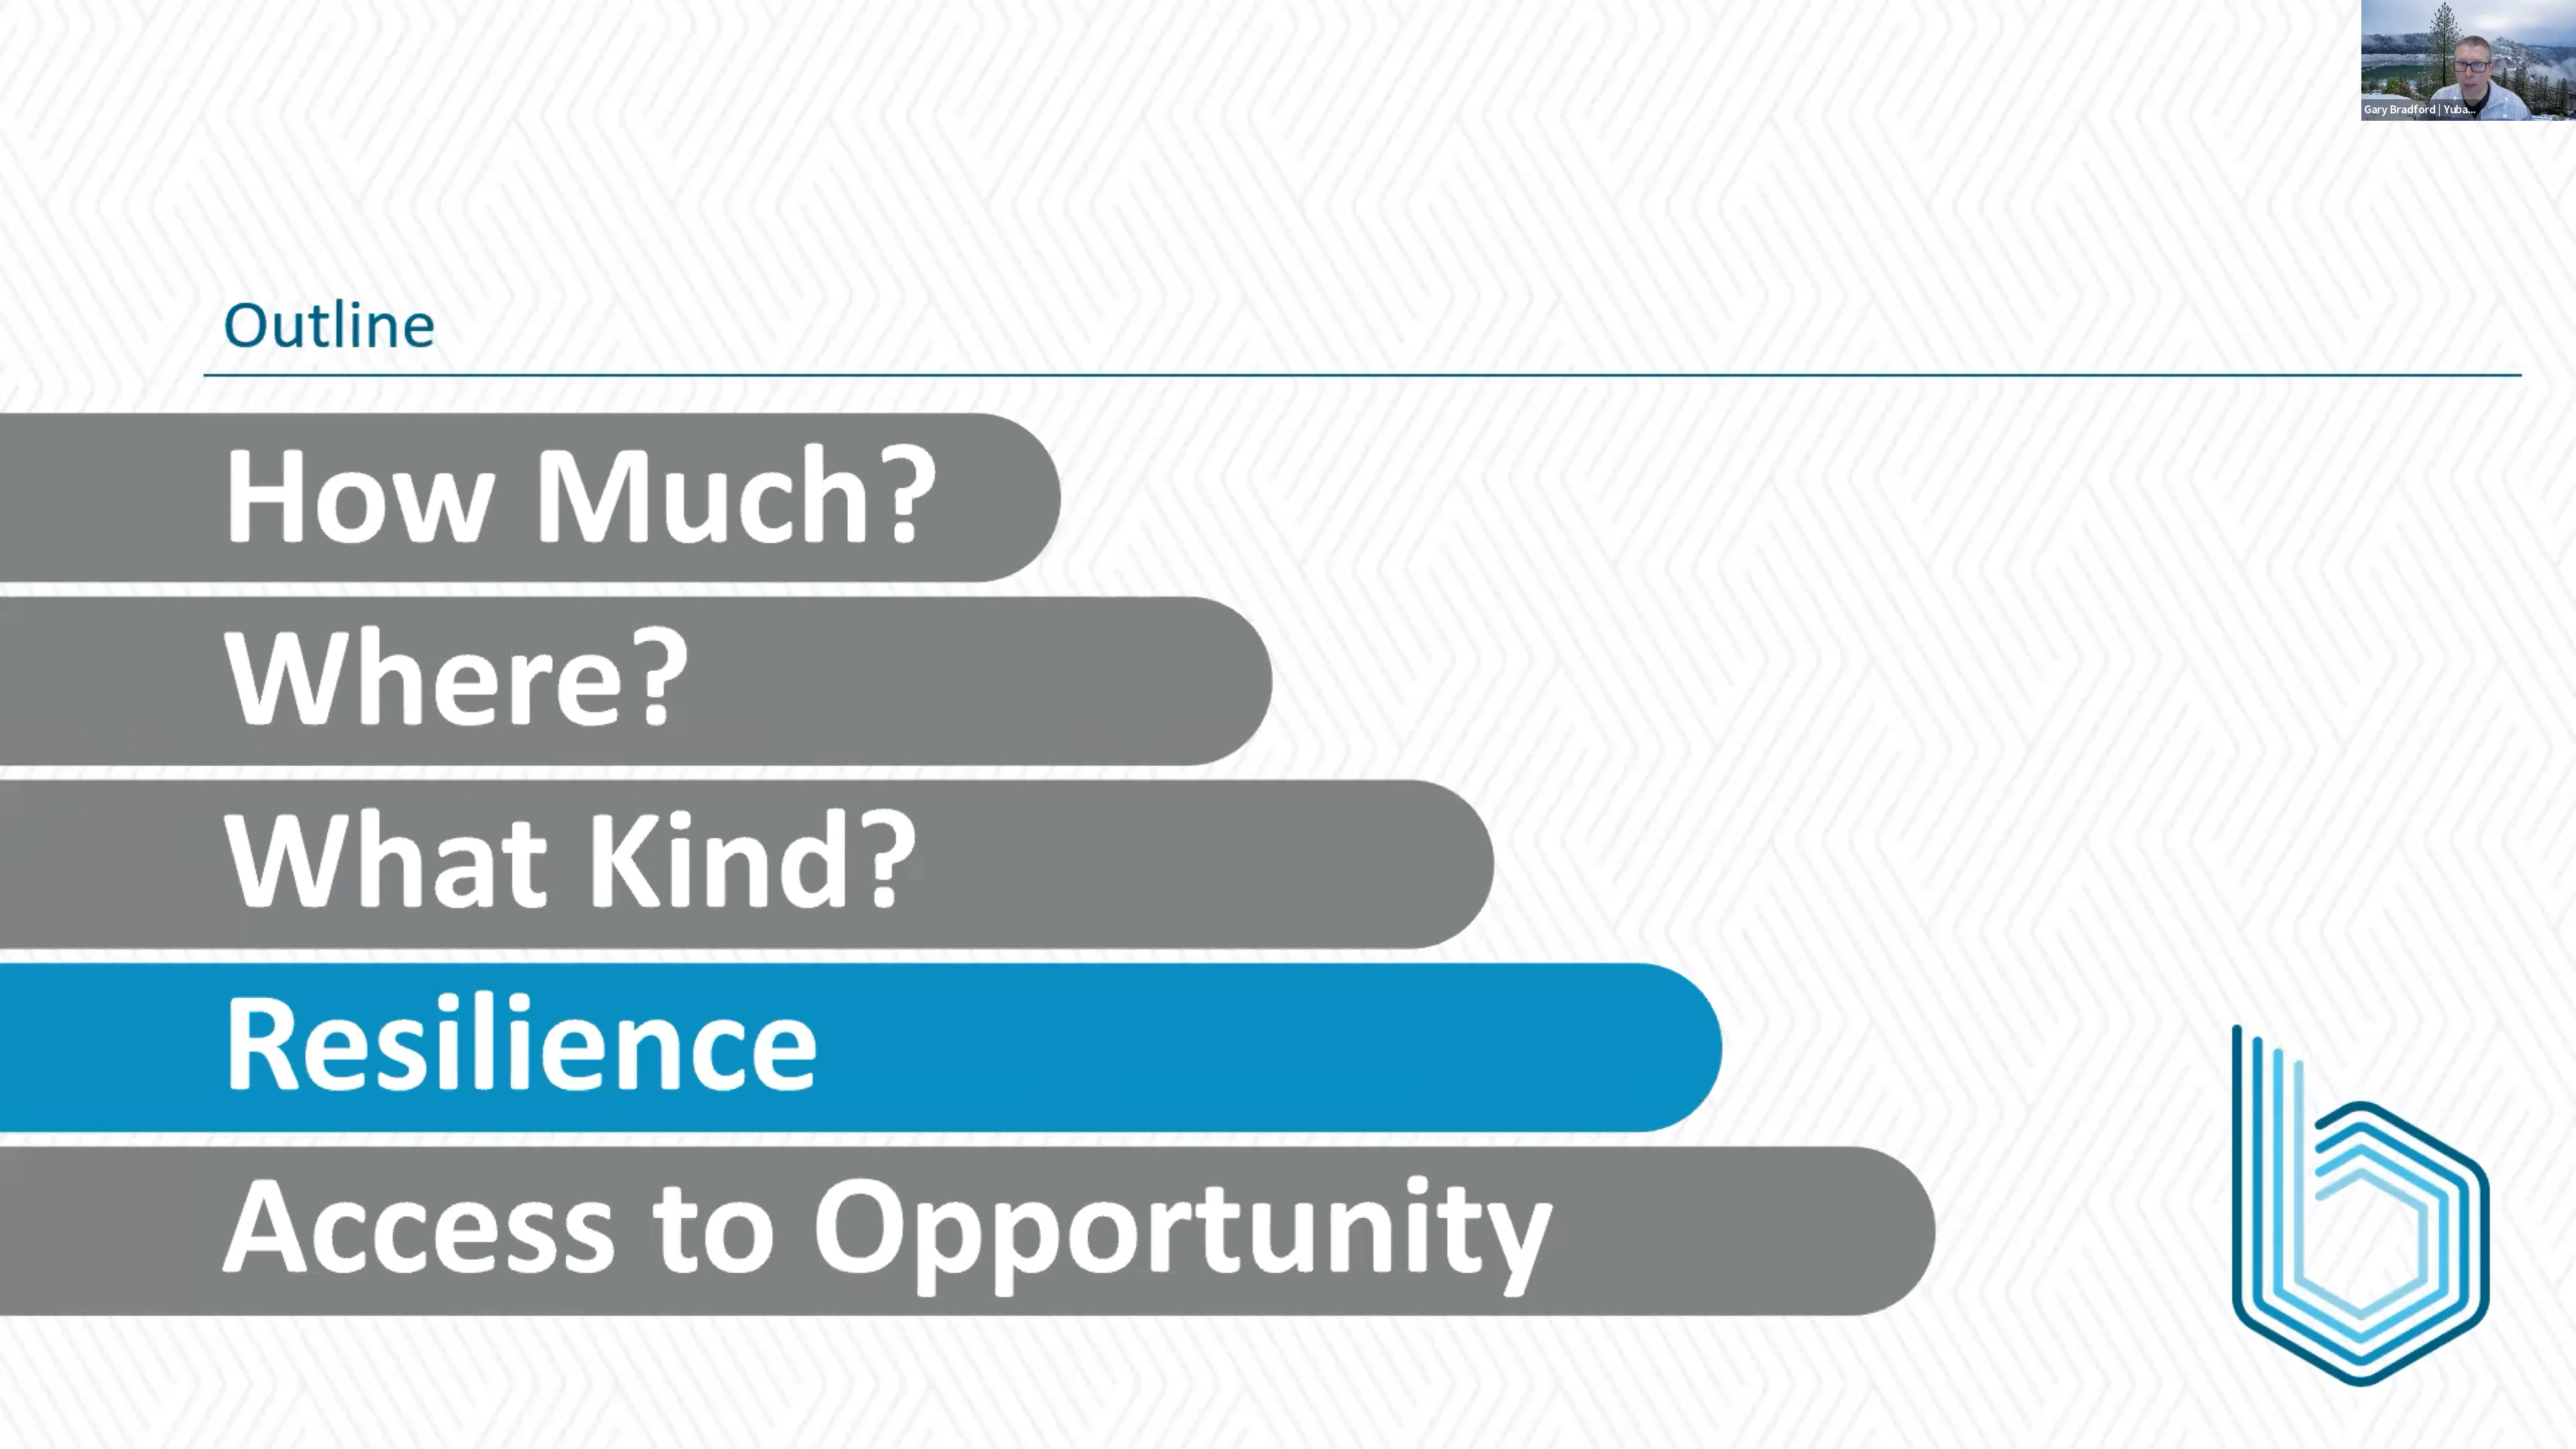 Gary Bradford | Yuba...
Outline
How Much?
Where?
What Kind?
Resilience
Access to Opportunity